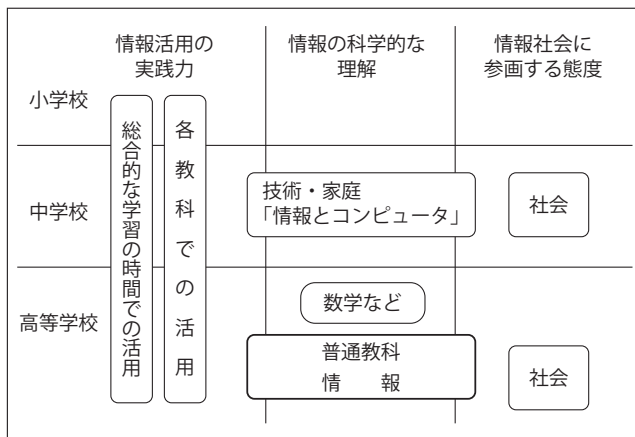 情報活用の
実践力
情報の科学的な
理解
情報社会に
参画する態度
小学校
総合的な学習の時間での活用
各教科での活用
中学校
技術・家庭
「情報とコンピュータ」
社会
高等学校
数学など
普通教科
情　　報
社会